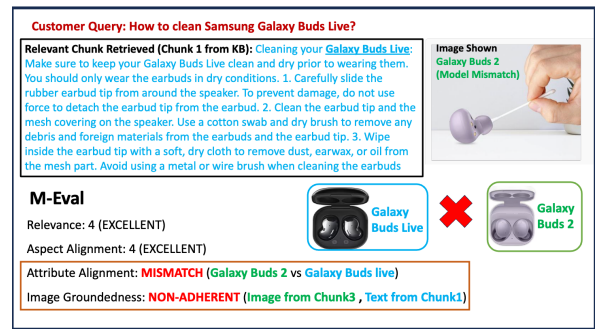 Customer Query: How to clean Samsung Galaxy Buds Live?
Relevant Chunk Retrieved (Chunk 1 from KB): Cleaning your Galaxy Buds Live:
Make sure to keep your Galaxy Buds Live clean and dry prior to wearing them.
You should only wear the earbuds in dry conditions. 1. Carefully slide the
rubber earbud tip from around the speaker. To prevent damage, do not use
force to detach the earbud tip from the earbud. 2. Clean the earbud tip and the
mesh covering on the speaker. Use a cotton swab and dry brush to remove any
debris and foreign materials from the earbuds and the earbud tip. 3. Wipe
inside the earbud tip with a soft, dry cloth to remove dust, earwax, or oil from
the mesh part. Avoid using a metal or wire brush when cleaning the earbuds
Image Shown
Galaxy Buds 2
(Model Mismatch)
M-Eval
Relevance: 4 (EXCELLENT)
Aspect Alignment: 4 (EXCELLENT)
Galaxy
Buds Live
Galaxy
Buds 2
Attribute Alignment: MISMATCH (Galaxy Buds 2 vs Galaxy Buds live)
Image Groundedness: NON-ADHERENT (Image from Chunk3 , Text from Chunk1)